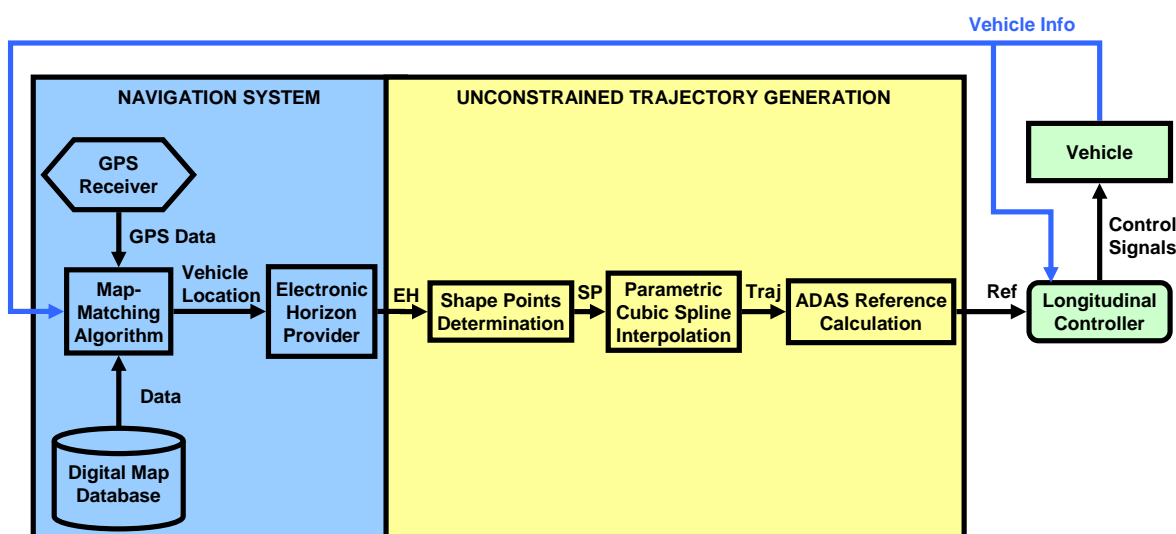 Vehicle Info
NAVIGATION SYSTEM
UNCONSTRAINED TRAJECTORY GENERATION
GPS
Receiver
GPS Data
Map-
Matching
Algorithm
Vehicle
Location
Electronic
Horizon
Provider
Data
Digital Map
Database
EH
Shape Points
Determination
SP
Parametric
Cubic Spline
Interpolation
Traj
ADAS Reference
Calculation
Ref
Longitudinal
Controller
Control
Signals
Vehicle